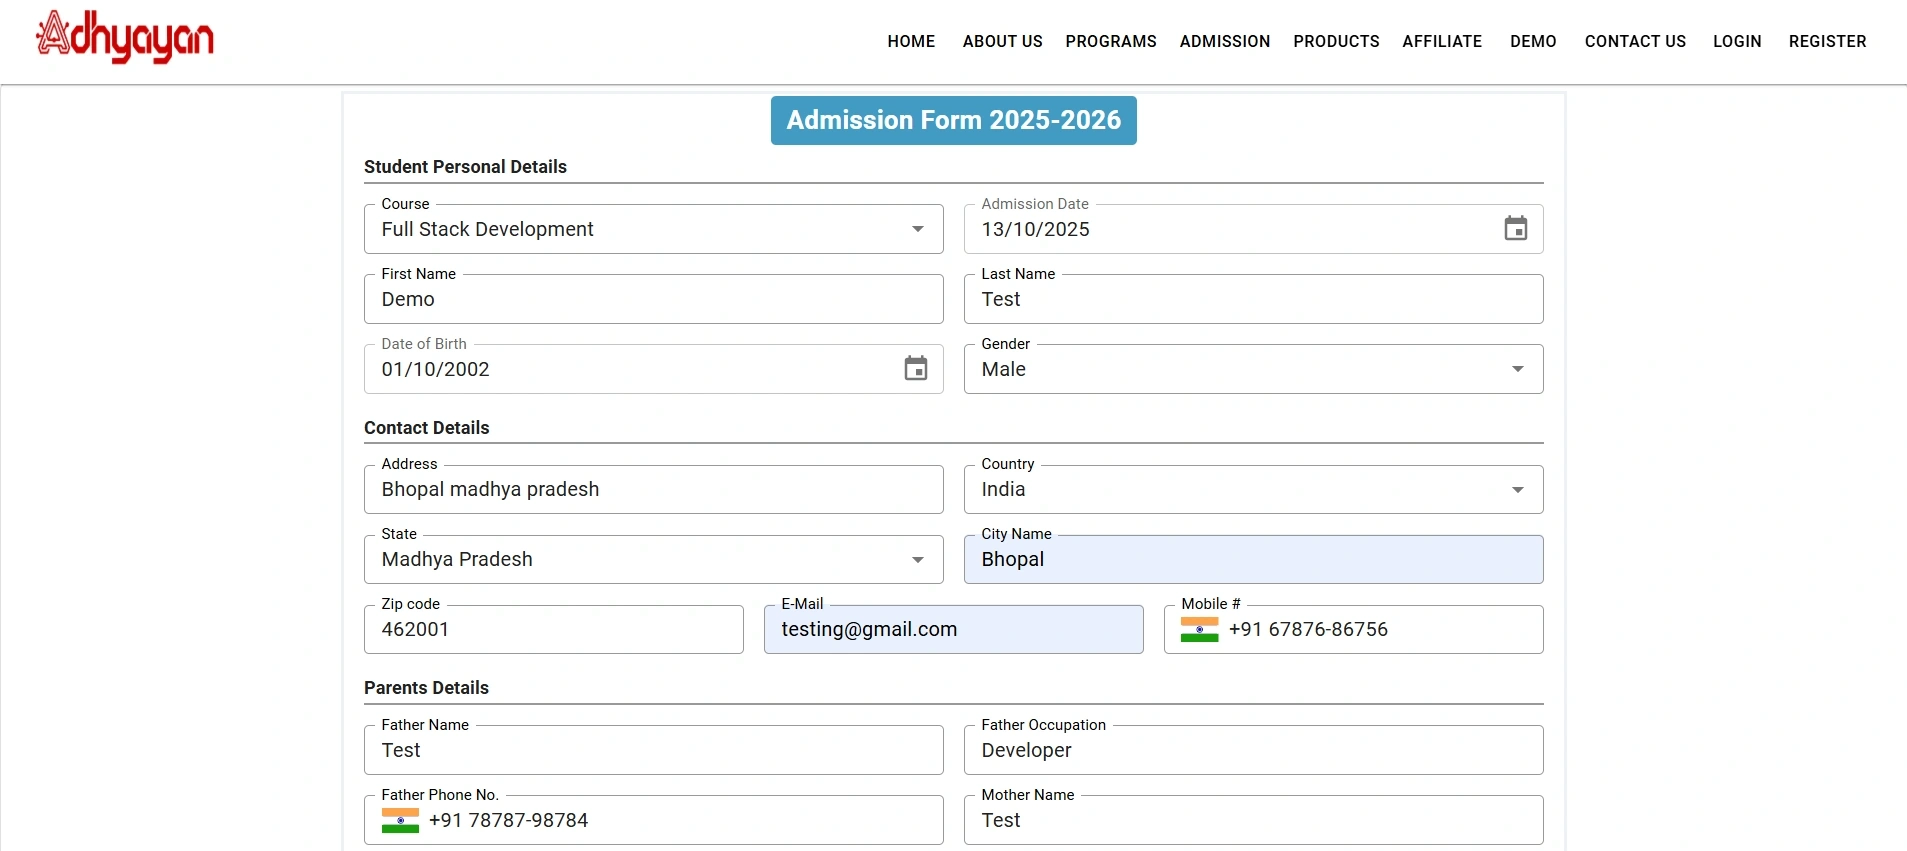 Adhyayan
HOME ABOUT US PROGRAMS ADMISSION PRODUCTS AFFILIATE DEMO CONTACT US LOGIN REGISTER
Admission Form 2025-2026
Student Personal Details
Course
Full Stack Development
Admission Date
13/10/2025
First Name
Demo
Last Name
Test
Date of Birth
01/10/2002
Gender
Male
Contact Details
Address
Bhopal madhya pradesh
Country
India
State
Madhya Pradesh
City Name
Bhopal
Zip code
462001
E-Mail
testing@gmail.com
Mobile #
+91 67876-86756
Parents Details
Father Name
Test
Father Occupation
Developer
Father Phone No.
+91 78787-98784
Mother Name
Test